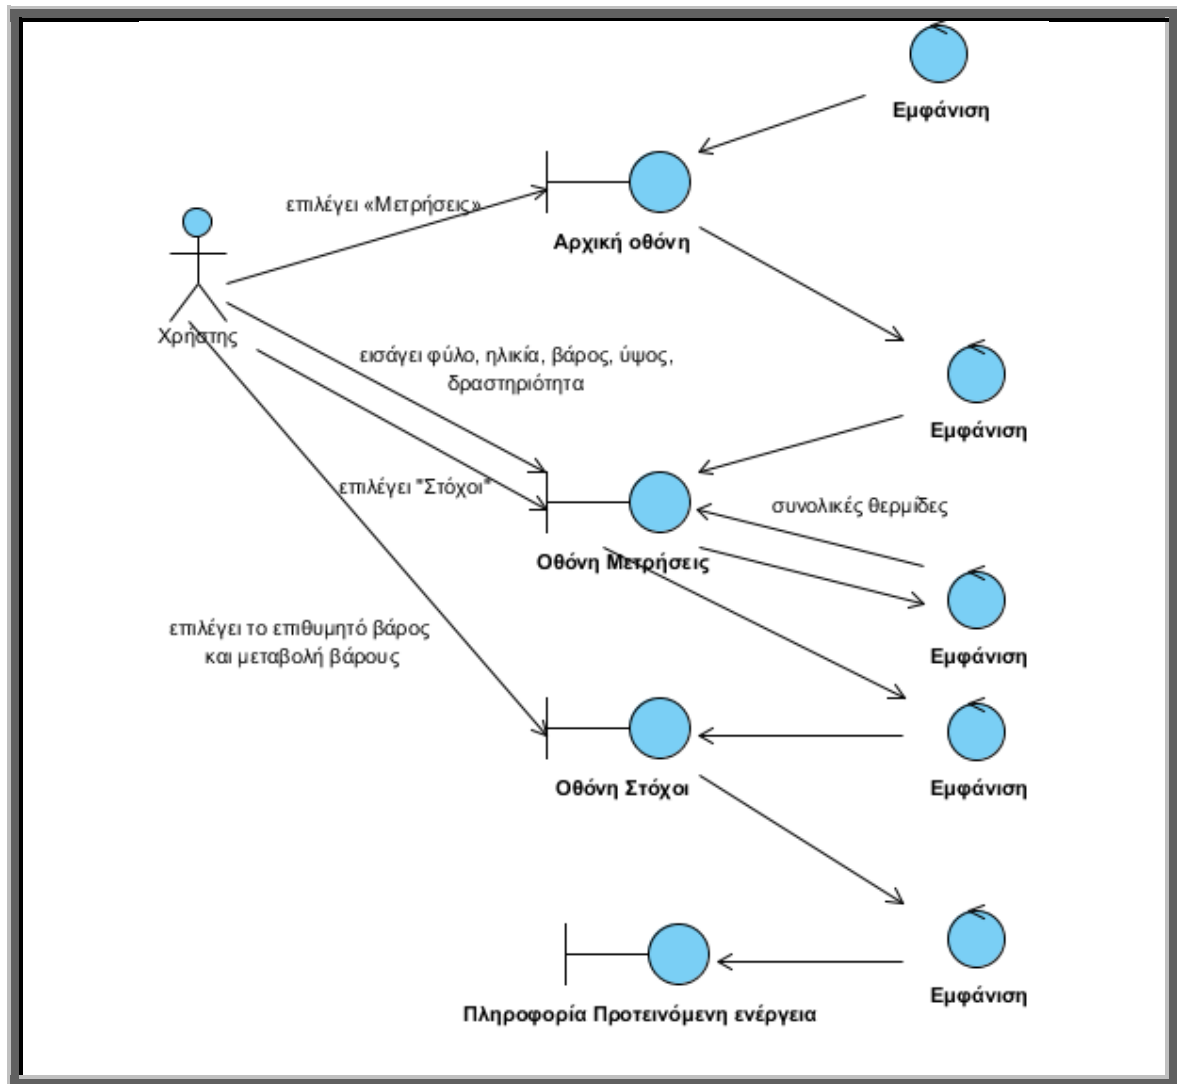 Εμφάνιση
επιλέγει «Μετρήσεις»
Αρχική οθόνη
Χρήστης
εισάγει φύλο, ηλικία, βάρος, ύψος,
δραστηριότητα
Εμφάνιση
επιλέγει "Στόχοι"
συνολικές θερμίδες
Οθόνη Μετρήσεις
επιλέγει το επιθυμητό βάρος
και μεταβολή βάρους
Εμφάνιση
Οθόνη Στόχοι
Εμφάνιση
Πληροφορία Προτεινόμενη ενέργεια
Εμφάνιση